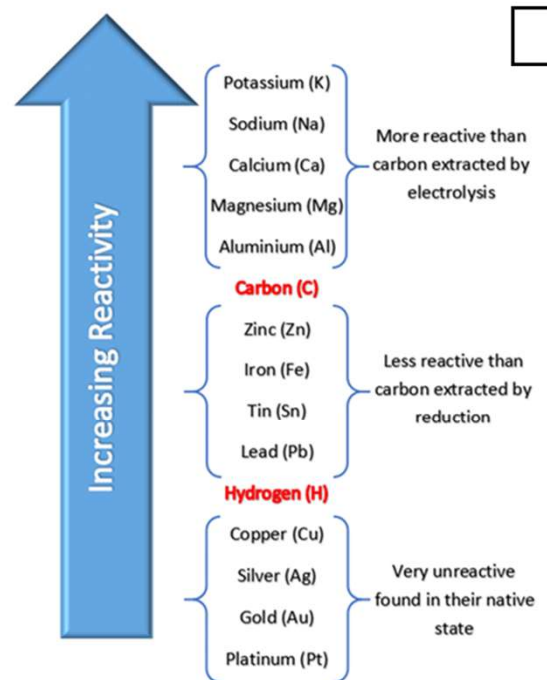 Increasing Reactivity
Potassium (K)
Sodium (Na)
Calcium (Ca)
Magnesium (Mg)
Aluminium (Al)
More reactive than
carbon extracted by
electrolysis
Carbon (C)
Zinc (Zn)
Iron (Fe)
Tin (Sn)
Lead (Pb)
Less reactive than
carbon extracted by
reduction
Hydrogen (H)
Copper (Cu)
Silver (Ag)
Gold (Au)
Platinum (Pt)
Very unreactive
found in their native
state